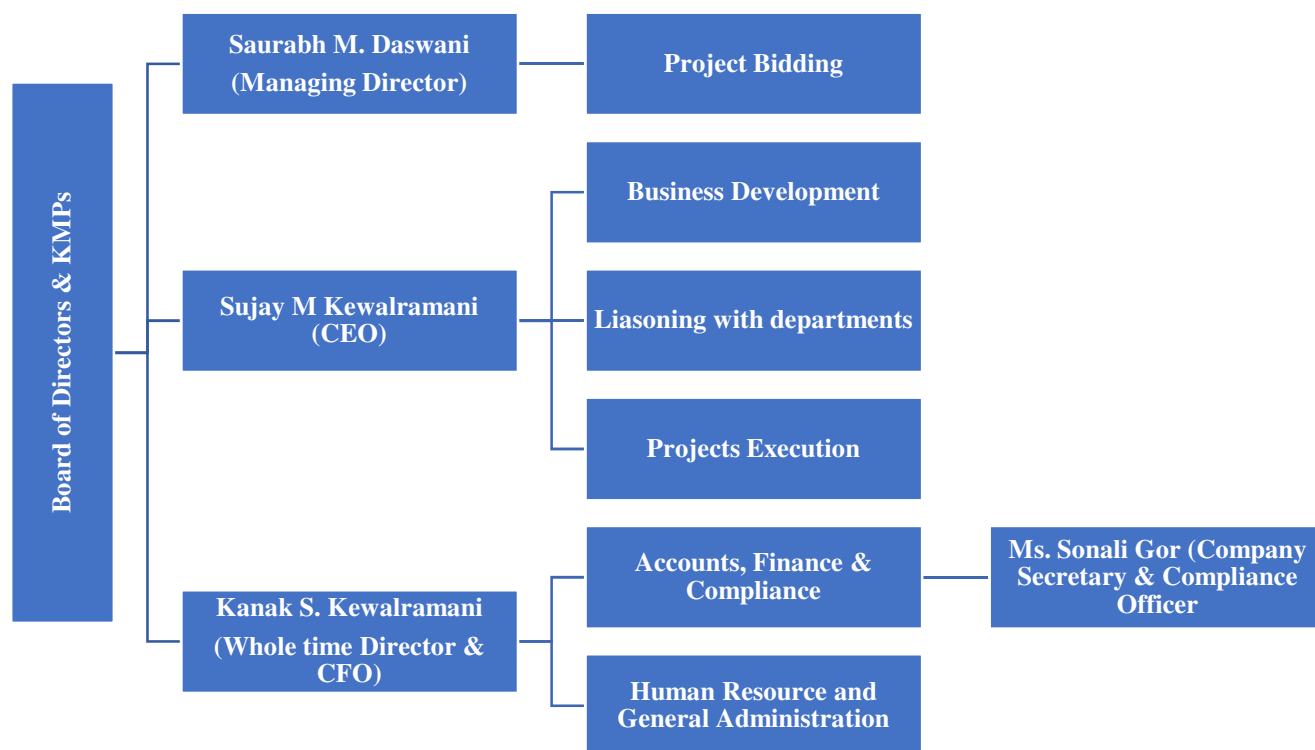 Board of Directors & KMPs
Saurabh M. Daswani
(Managing Director)
Project Bidding
Sujay M Kewalramani
(CEO)
Business Development
Liasoning with departments
Projects Execution
Kanak S. Kewalramani
(Whole time Director &
CFO)
Accounts, Finance &
Compliance
Ms. Sonali Gor (Company
Secretary & Compliance
Officer
Human Resource and
General Administration